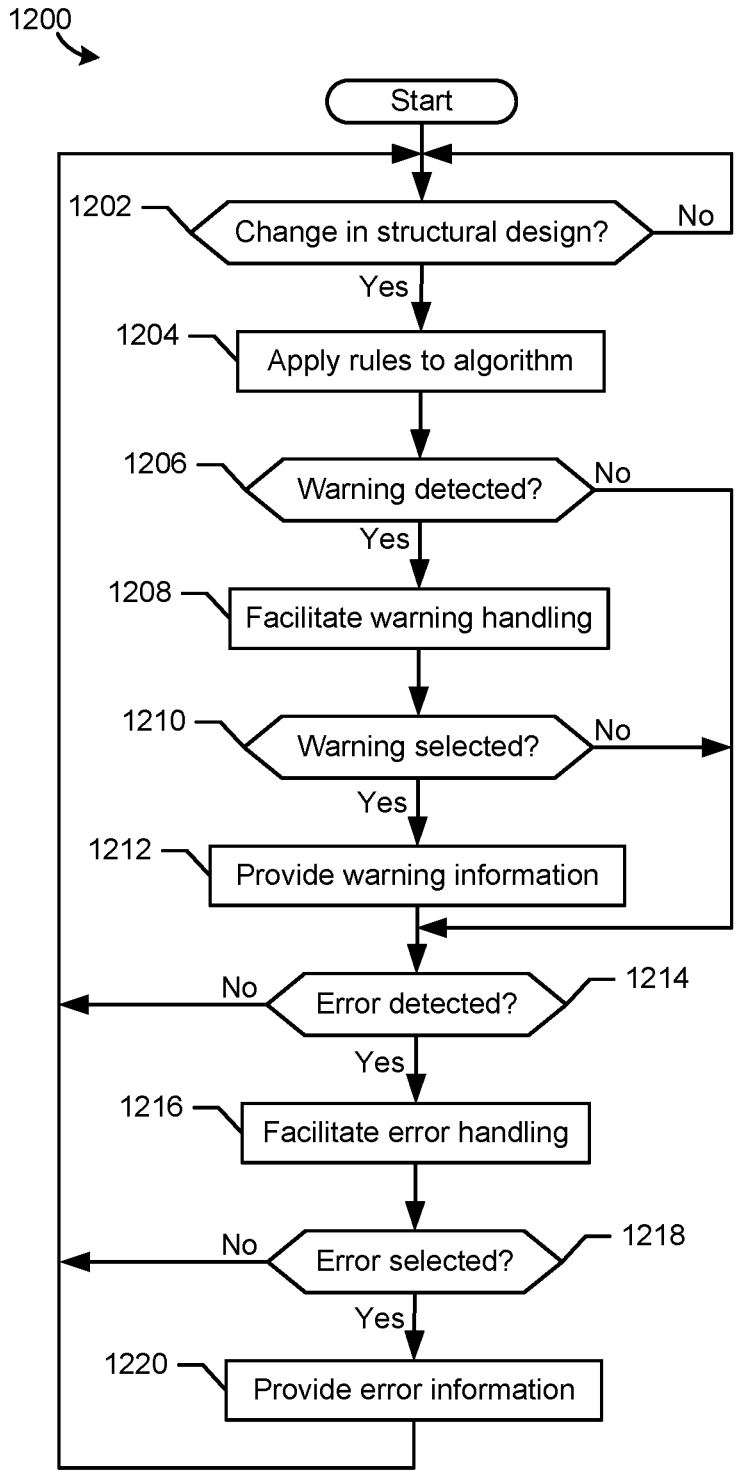 1200
Start
1202
Change in structural design?
No
Yes
1204
Apply rules to algorithm
1206
Warning detected?
No
Yes
1208
Facilitate warning handling
1210
Warning selected?
No
Yes
1212
Provide warning information
No
Error detected?
1214
Yes
1216
Facilitate error handling
No
Error selected?
1218
Yes
1220
Provide error information